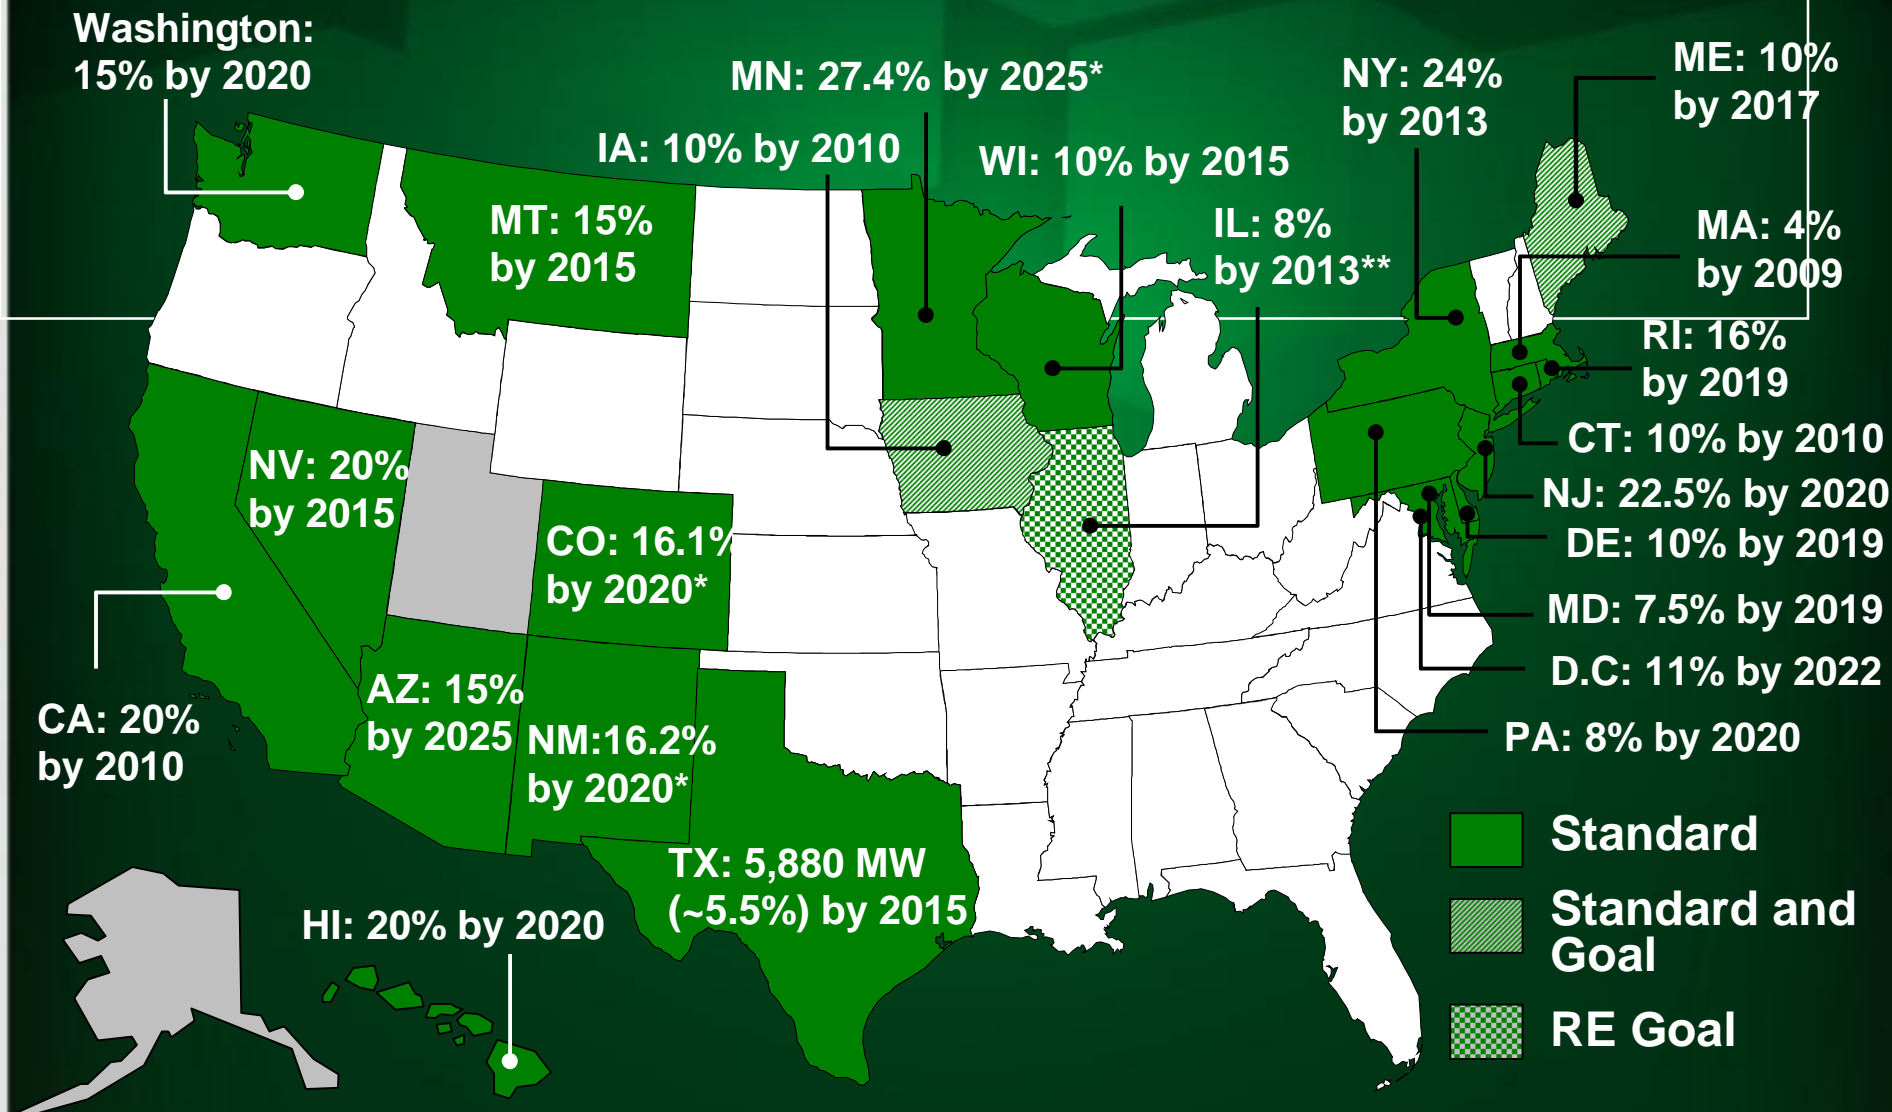 Washington:
15% by 2020
MN: 27.4% by 2025*
NY: 24%
by 2013
ME: 10%
by 2017
IA: 10% by 2010
WI: 10% by 2015
MT: 15%
by 2015
IL: 8%
by 2013**
MA: 4%
by 2009
RI: 16%
by 2019
CT: 10% by 2010
NV: 20%
by 2015
NJ: 22.5% by 2020
CO: 16.1%
by 2020*
DE: 10% by 2019
MD: 7.5% by 2019
D.C: 11% by 2022
CA: 20%
by 2010
AZ: 15%
by 2025
NM:16.2%
by 2020*
PA: 8% by 2020
TX: 5,880 MW
(~5.5%) by 2015
HI: 20% by 2020
Standard
Standard and
Goal
RE Goal